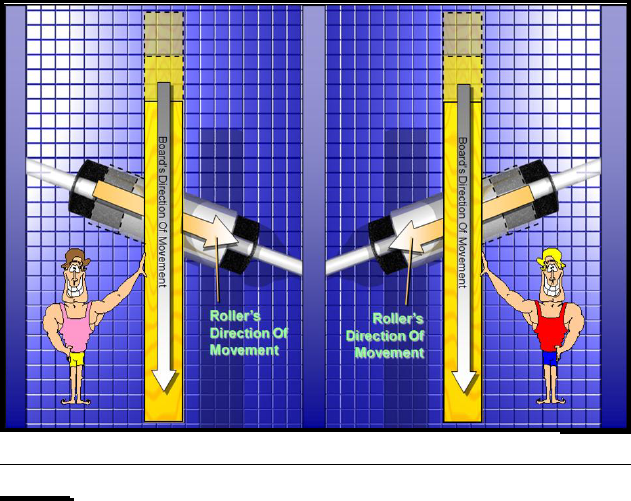 Board's Direction Of Movement
Roller's
Direction Of
Movement
Board's Direction Of Movement
Roller's
Direction Of
Movement